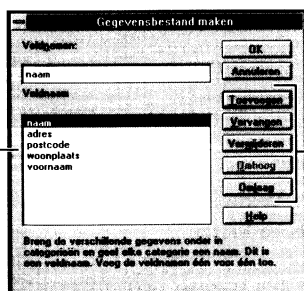 Gegevensbestand maken
Veldnamen:
naam
Veldnaam
naam
adres
postcode
woonplaats
voornaam
OK
Annuleren
Toevoegen
Vervangen
Verwijderen
Omhoog
Omlaag
Help
Breng de verschillende gegevens onder in
categorieën en geef elke categorie een naam. Dit is
een veldnaam. Voeg de veldnamen één voor één toe.